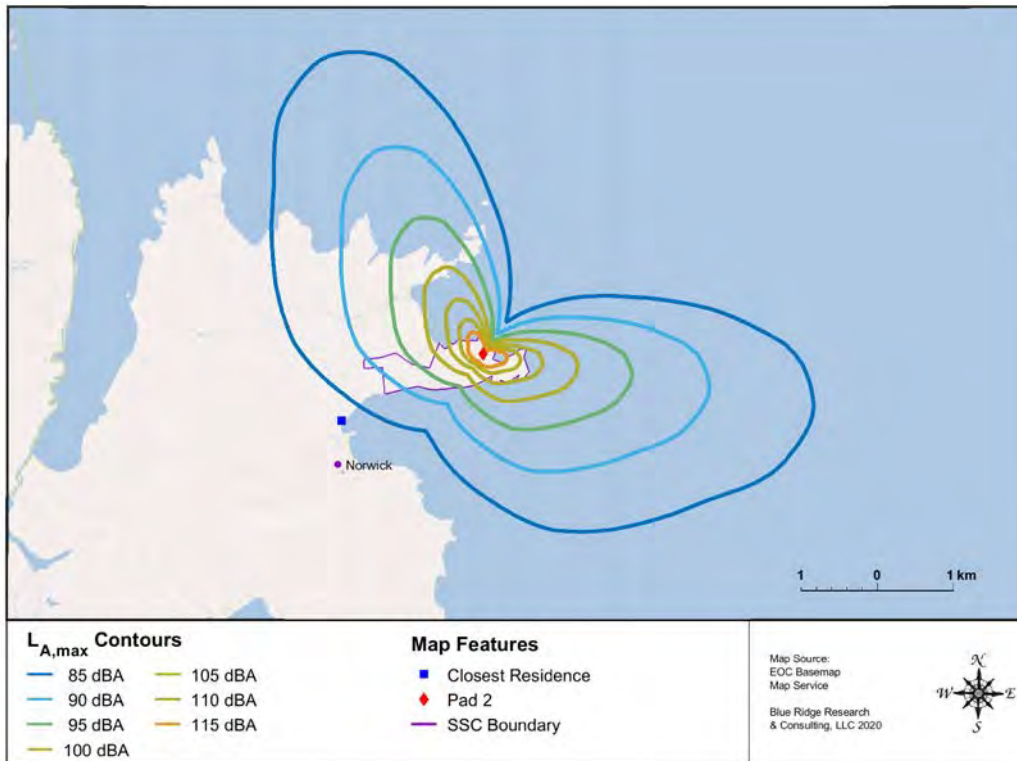 Norwick
1 0 1 km
L A,max Contours
85 dBA
90 dBA
95 dBA
100 dBA
105 dBA
110 dBA
115 dBA
Map Features
Closest Residence
Pad 2
SSC Boundary
Map Source:
EOC Basemap
Map Service
Blue Ridge Research
& Consulting, LLC 2020
N
W E
S